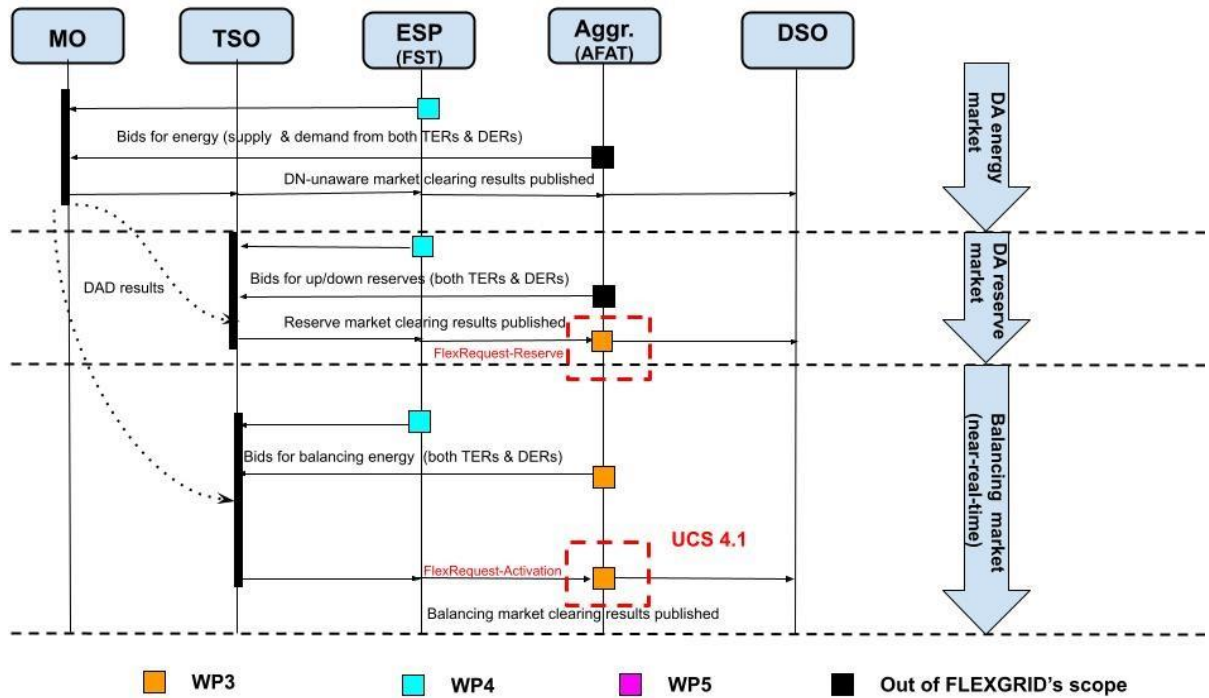 MO
TSO
ESP
(FST)
Aggr.
(AFAT)
DSO
Bids for energy (supply & demand from both TERs & DERs)
DN-unaware market clearing results published
DA energy
market
DAD results
Bids for up/down reserves (both TERs & DERs)
Reserve market clearing results published
FlexRequest-Reserve
DA reserve
market
Bids for balancing energy (both TERs & DERs)
UCS 4.1
FlexRequest-Activation
Balancing market clearing results published
Balancing market
(near-real-time)
WP3
WP4
WP5
Out of FLEXGRID's scope